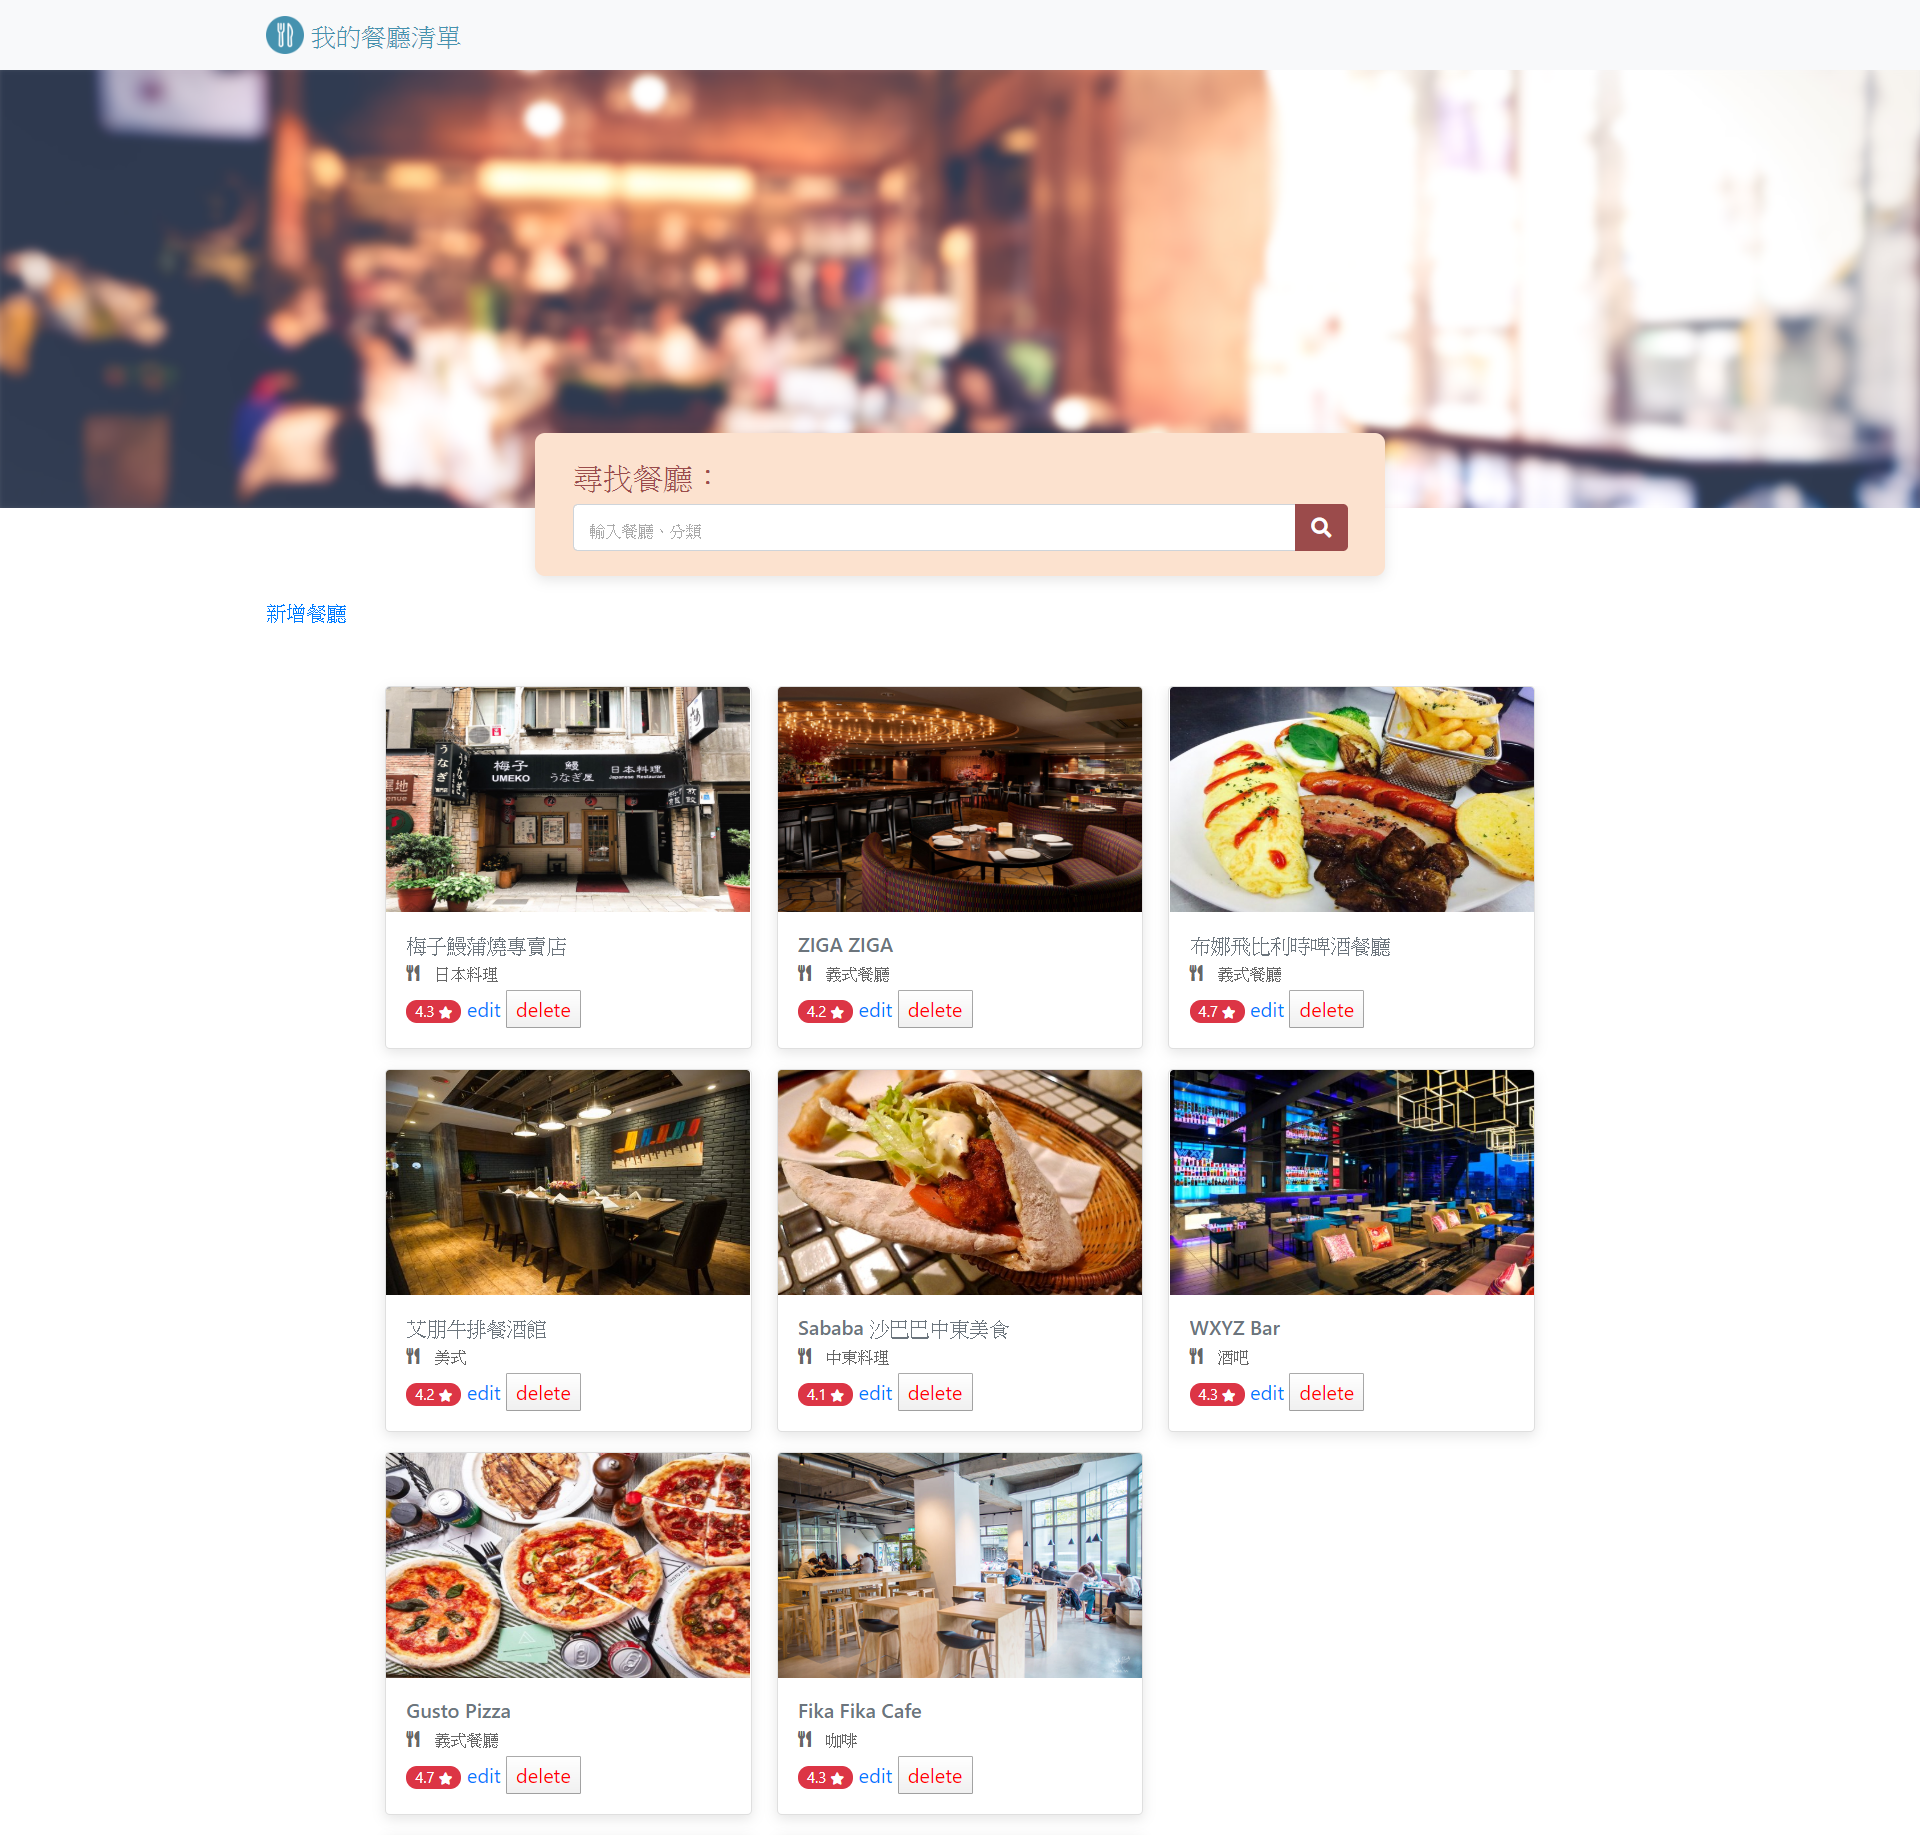 我的餐廳清單
尋找餐廳：
輸入餐廳、分類
新增餐廳
梅子 鰻 日本料理
UMEKO うなぎ屋 Japanese Restaurant
うなぎ
梅子鰻蒲燒專賣店
日本料理
4.3 edit delete
ZIGA ZIGA
義式餐廳
4.2 edit delete
布娜飛比利時啤酒餐廳
義式餐廳
4.7 edit delete
WXYZ
艾朋牛排餐酒館
美式
4.2 edit delete
Sababa 沙巴巴中東美食
中東料理
4.1 edit delete
WXYZ Bar
酒吧
4.3 edit delete
Gusto Pizza
義式餐廳
4.7 edit delete
Fika Fika Cafe
咖啡
4.3 edit delete